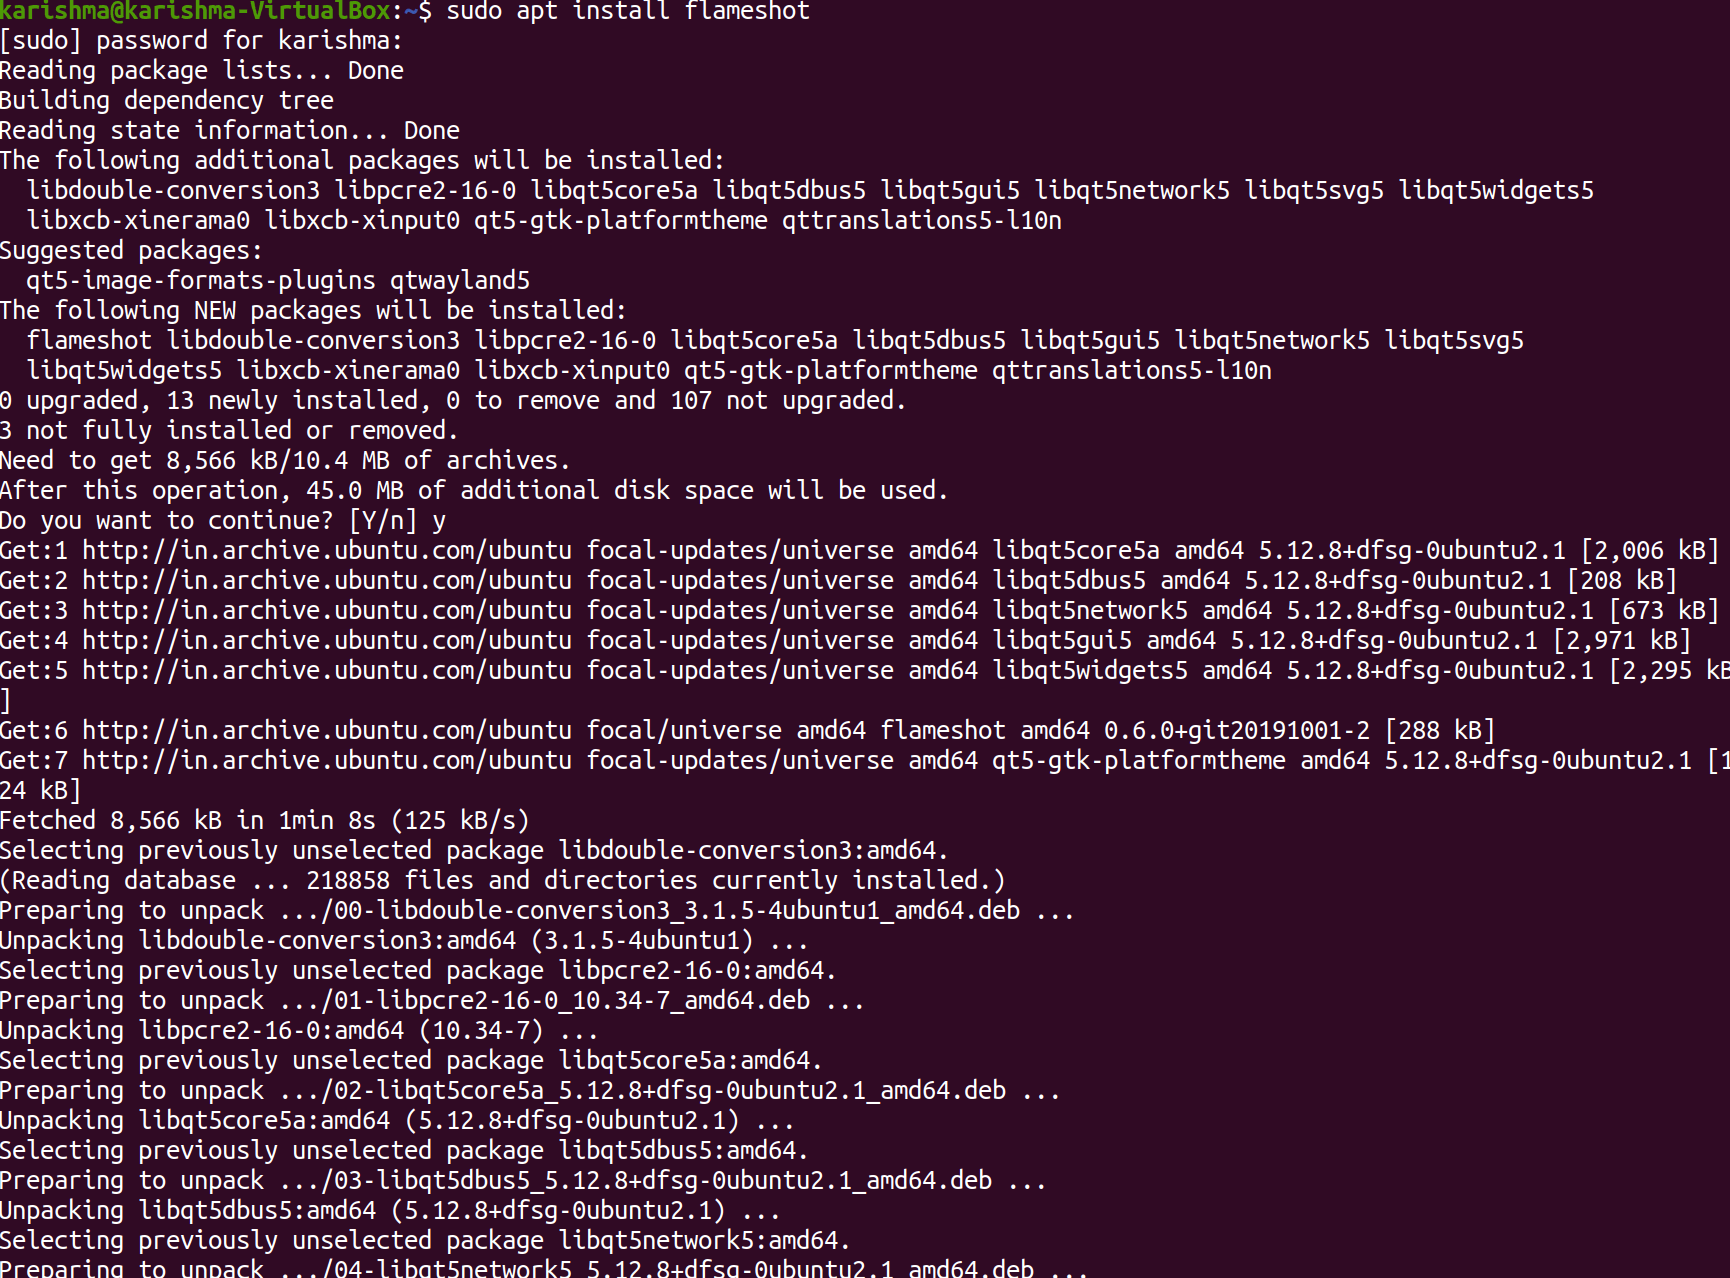 karishma@karishma-VirtualBox:~$ sudo apt install flameshot
[sudo] password for karishma:
Reading package lists... Done
Building dependency tree
Reading state information... Done
The following additional packages will be installed:
  libdouble-conversion3 libpcre2-16-0 libqt5core5a libqt5dbus5 libqt5gui5 libqt5network5 libqt5svg5 libqt5widgets5
  libxcb-xinerama0 libxcb-xinput0 qt5-gtk-platformtheme qttranslations5-l10n
Suggested packages:
  qt5-image-formats-plugins qtwayland5
The following NEW packages will be installed:
  flameshot libdouble-conversion3 libpcre2-16-0 libqt5core5a libqt5dbus5 libqt5gui5 libqt5network5 libqt5svg5
  libqt5widgets5 libxcb-xinerama0 libxcb-xinput0 qt5-gtk-platformtheme qttranslations5-l10n
0 upgraded, 13 newly installed, 0 to remove and 107 not upgraded.
3 not fully installed or removed.
Need to get 8,566 kB/10.4 MB of archives.
After this operation, 45.0 MB of additional disk space will be used.
Do you want to continue? [Y/n] y
Get:1 http://in.archive.ubuntu.com/ubuntu focal-updates/universe amd64 libqt5core5a amd64 5.12.8+dfsg-0ubuntu2.1 [2,006 kB]
Get:2 http://in.archive.ubuntu.com/ubuntu focal-updates/universe amd64 libqt5dbus5 amd64 5.12.8+dfsg-0ubuntu2.1 [208 kB]
Get:3 http://in.archive.ubuntu.com/ubuntu focal-updates/universe amd64 libqt5network5 amd64 5.12.8+dfsg-0ubuntu2.1 [673 kB]
Get:4 http://in.archive.ubuntu.com/ubuntu focal-updates/universe amd64 libqt5gui5 amd64 5.12.8+dfsg-0ubuntu2.1 [2,971 kB]
Get:5 http://in.archive.ubuntu.com/ubuntu focal-updates/universe amd64 libqt5widgets5 amd64 5.12.8+dfsg-0ubuntu2.1 [2,295 kB
]
Get:6 http://in.archive.ubuntu.com/ubuntu focal/universe amd64 flameshot amd64 0.6.0+git20191001-2 [288 kB]
Get:7 http://in.archive.ubuntu.com/ubuntu focal-updates/universe amd64 qt5-gtk-platformtheme amd64 5.12.8+dfsg-0ubuntu2.1 [1
24 kB]
Fetched 8,566 kB in 1min 8s (125 kB/s)
Selecting previously unselected package libdouble-conversion3:amd64.
(Reading database ... 218858 files and directories currently installed.)
Preparing to unpack .../00-libdouble-conversion3_3.1.5-4ubuntu1_amd64.deb ...
Unpacking libdouble-conversion3:amd64 (3.1.5-4ubuntu1) ...
Selecting previously unselected package libpcre2-16-0:amd64.
Preparing to unpack .../01-libpcre2-16-0_10.34-7_amd64.deb ...
Unpacking libpcre2-16-0:amd64 (10.34-7) ...
Selecting previously unselected package libqt5core5a:amd64.
Preparing to unpack .../02-libqt5core5a_5.12.8+dfsg-0ubuntu2.1_amd64.deb ...
Unpacking libqt5core5a:amd64 (5.12.8+dfsg-0ubuntu2.1) ...
Selecting previously unselected package libqt5dbus5:amd64.
Preparing to unpack .../03-libqt5dbus5_5.12.8+dfsg-0ubuntu2.1_amd64.deb ...
Unpacking libqt5dbus5:amd64 (5.12.8+dfsg-0ubuntu2.1) ...
Selecting previously unselected package libqt5network5:amd64.
Preparing to unpack .../04-libqt5network5_5.12.8+dfsg-0ubuntu2.1_amd64.deb ...